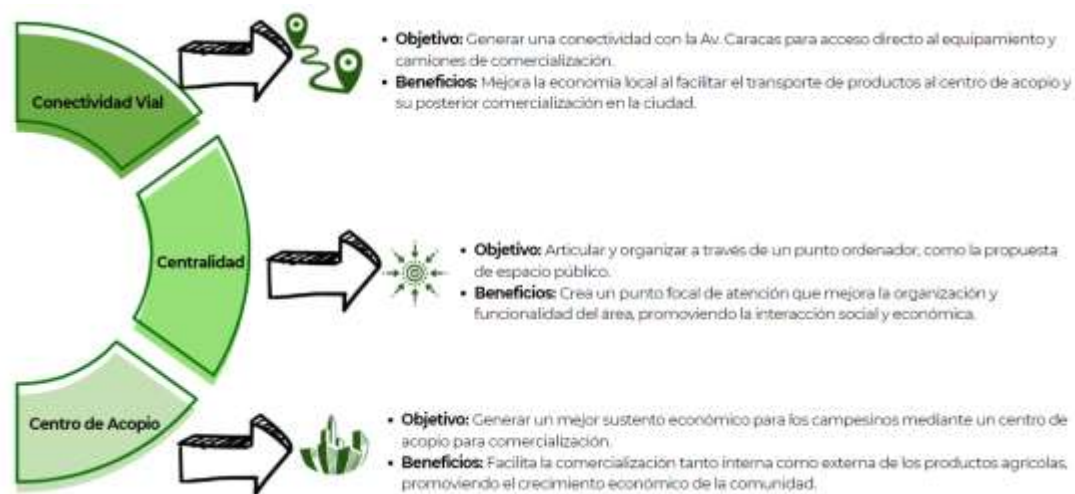 Conectividad Vial
• Objetivo: Generar una conectividad con la Av. Caracas para acceso directo al equipamiento y
camiones de comercialización.
• Beneficios: Mejora la economía local al facilitar el transporte de productos al centro de acopio y
su posterior comercialización en la ciudad.
Centralidad
• Objetivo: Articular y organizar a través de un punto ordenador, como la propuesta
de espacio público.
• Beneficios: Crea un punto focal de atención que mejora la organización y
funcionalidad del área, promoviendo la interacción social y económica.
Centro de Acopio
• Objetivo: Generar un mejor sustento económico para los campesinos mediante un centro de
acopio para comercialización.
• Beneficios: Facilita la comercialización tanto interna como externa de los productos agrícolas,
promoviendo el crecimiento económico de la comunidad.